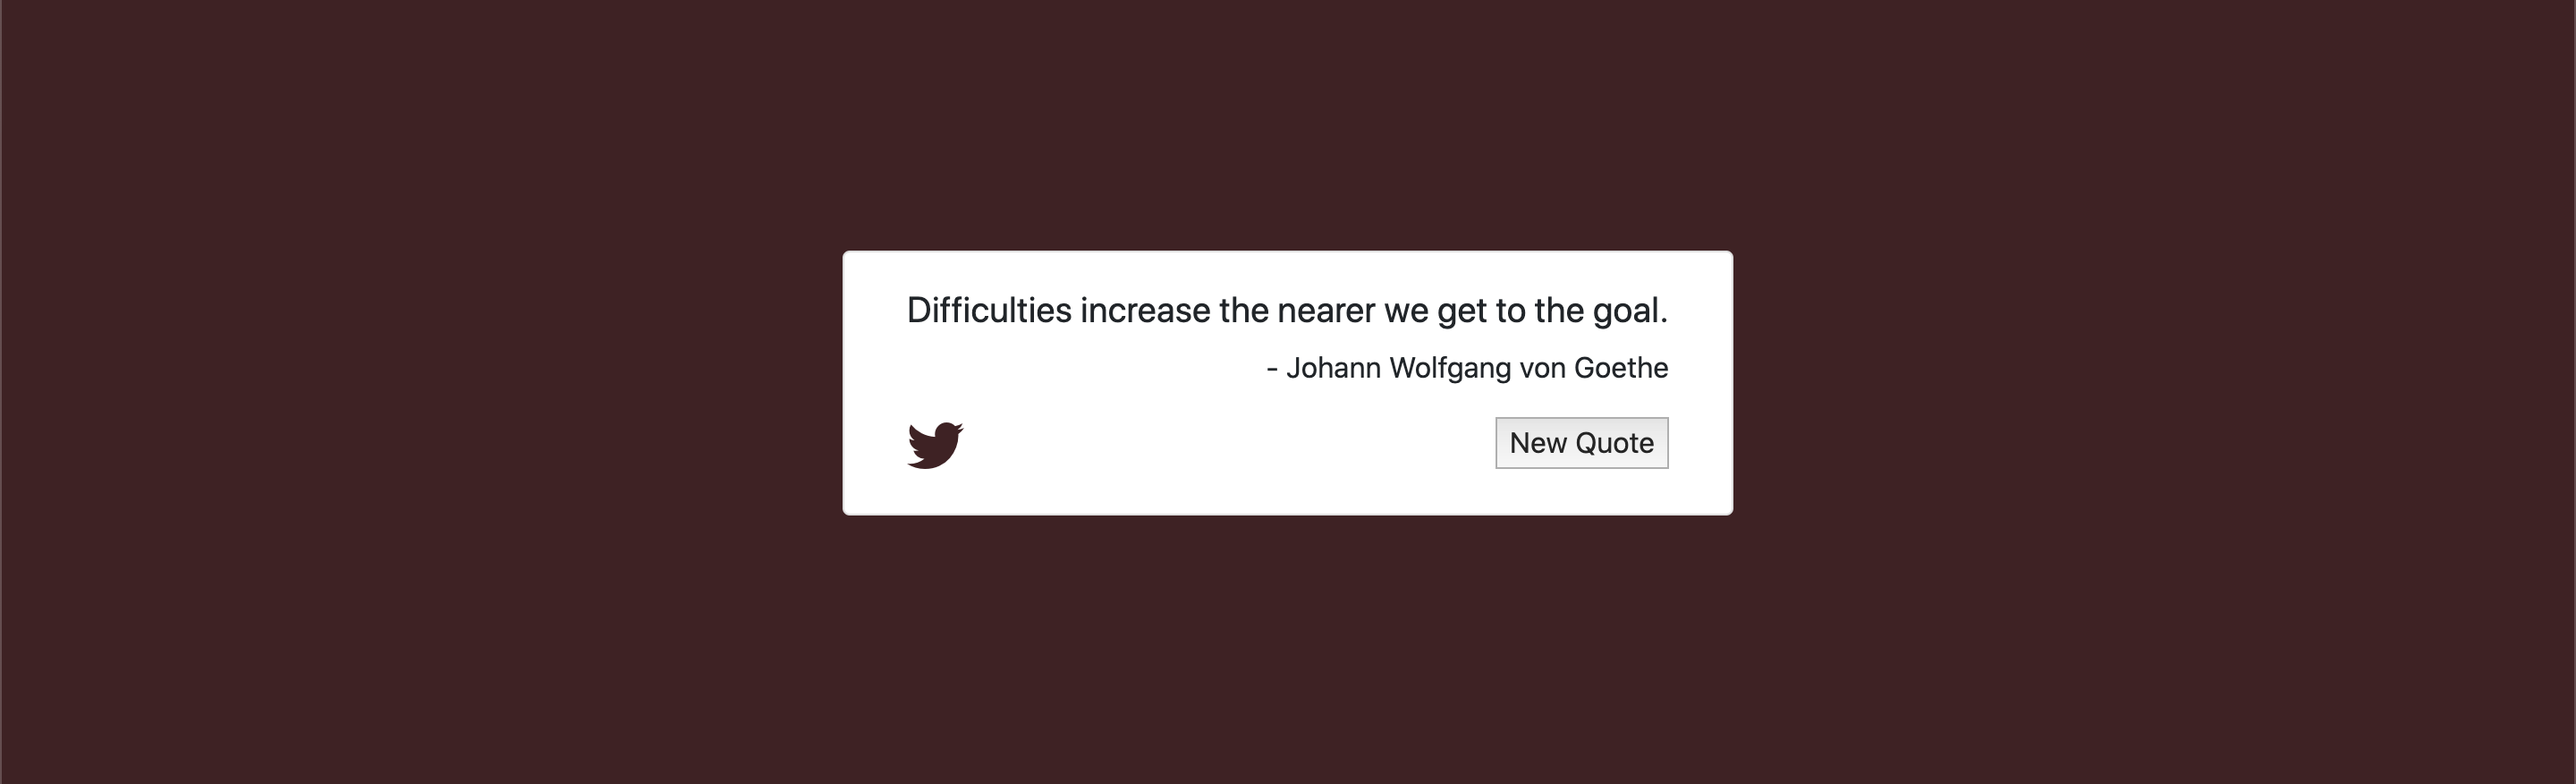 Difficulties increase the nearer we get to the goal.
- Johann Wolfgang von Goethe
New Quote